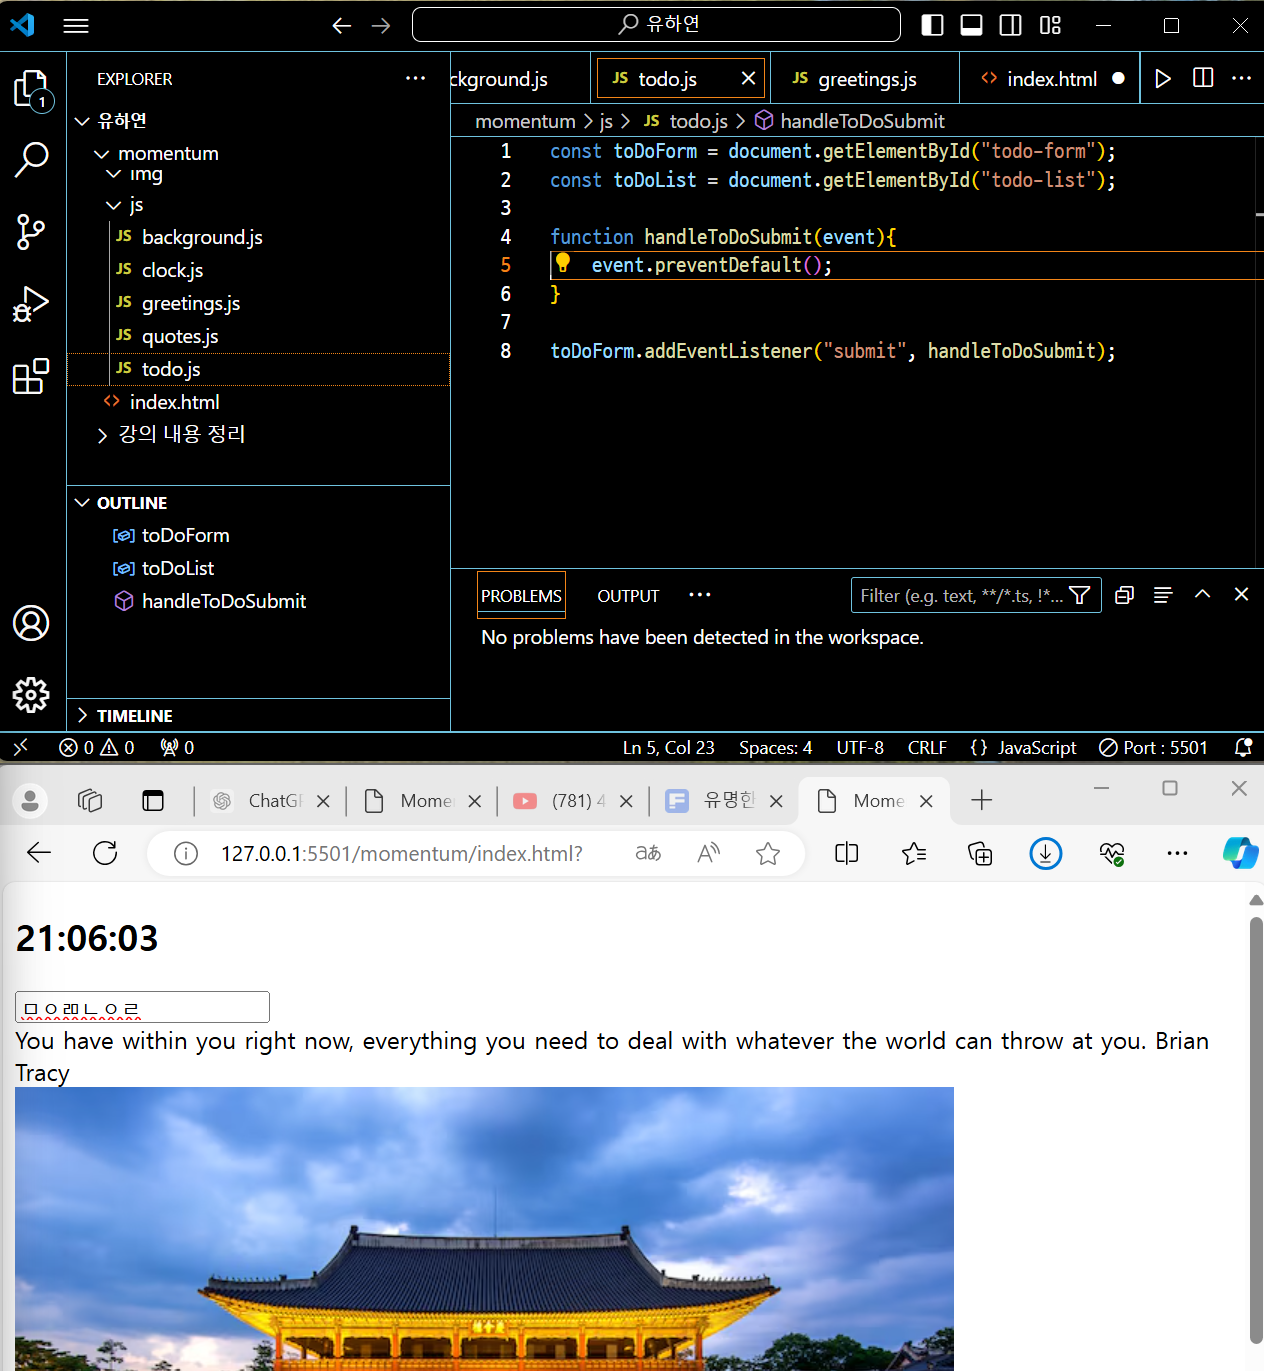 유하연
EXPLORER
유하연
momentum
img
js
JS background.js
JS clock.js
JS greetings.js
JS quotes.js
JS todo.js
index.html
강의 내용 정리
OUTLINE
toDoForm
toDoList
handleToDoSubmit
TIMELINE
1
ckground.js
JS todo.js
JS greetings.js
index.html
momentum > js > JS todo.js > handleToDoSubmit
1 const toDoForm = document.getElementById("todo-form");
2 const toDoList = document.getElementById("todo-list");
3
4 function handleToDoSubmit(event){
5 event.preventDefault();
6 }
7
8 toDoForm.addEventListener("submit", handleToDoSubmit);
PROBLEMS OUTPUT Filter (e.g. text, **/*.ts, !*...
No problems have been detected in the workspace.
0 0 0 Ln 5, Col 23 Spaces: 4 UTF-8 CRLF {} JavaScript Port : 5501
ChatG Mome (781) 유명한 Mome
127.0.0.1:5501/momentum/index.html?
21:06:03
ㅁㅇㄻㄴㅇㄹ
You have within you right now, everything you need to deal with whatever the world can throw at you. Brian
Tracy